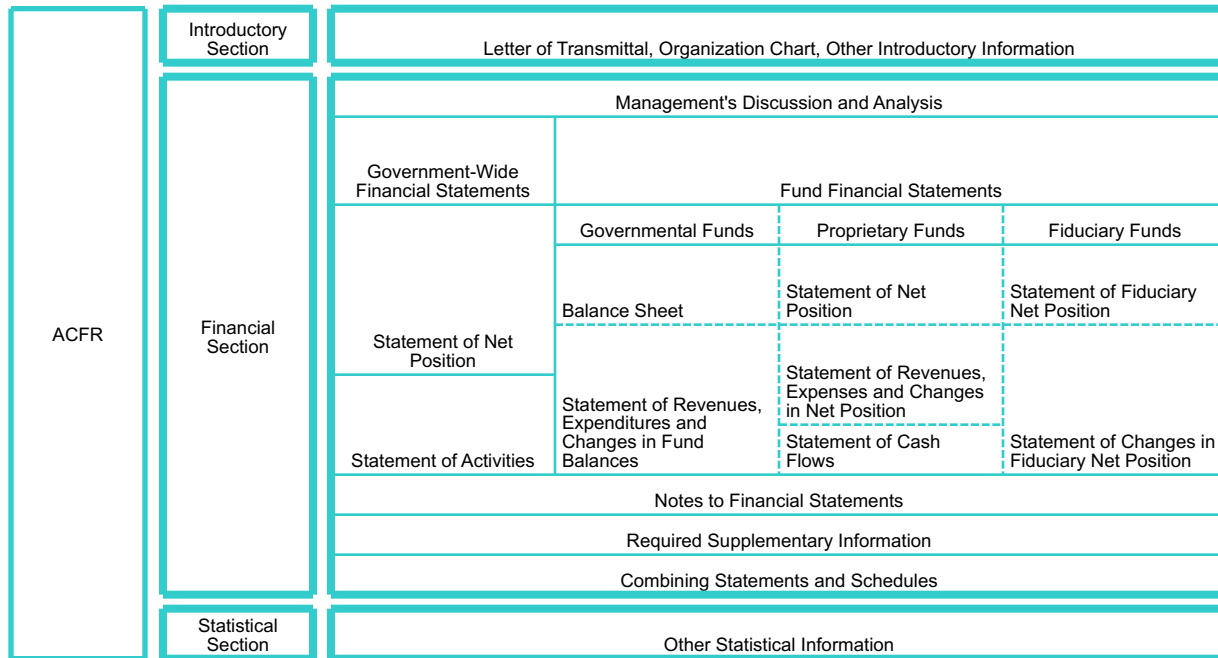 ACFR
Introductory
Section
Letter of Transmittal, Organization Chart, Other Introductory Information
Financial
Section
Management's Discussion and Analysis
Government-Wide
Financial Statements
Fund Financial Statements
Statement of Net
Position
Statement of Activities
Governmental Funds
Proprietary Funds
Fiduciary Funds
Balance Sheet
Statement of Net
Position
Statement of Fiduciary
Net Position
Statement of Revenues,
Expenditures and
Changes in Fund
Balances
Statement of Revenues,
Expenses and Changes
in Net Position
Statement of Cash
Flows
Statement of Changes in
Fiduciary Net Position
Notes to Financial Statements
Required Supplementary Information
Combining Statements and Schedules
Statistical
Section
Other Statistical Information